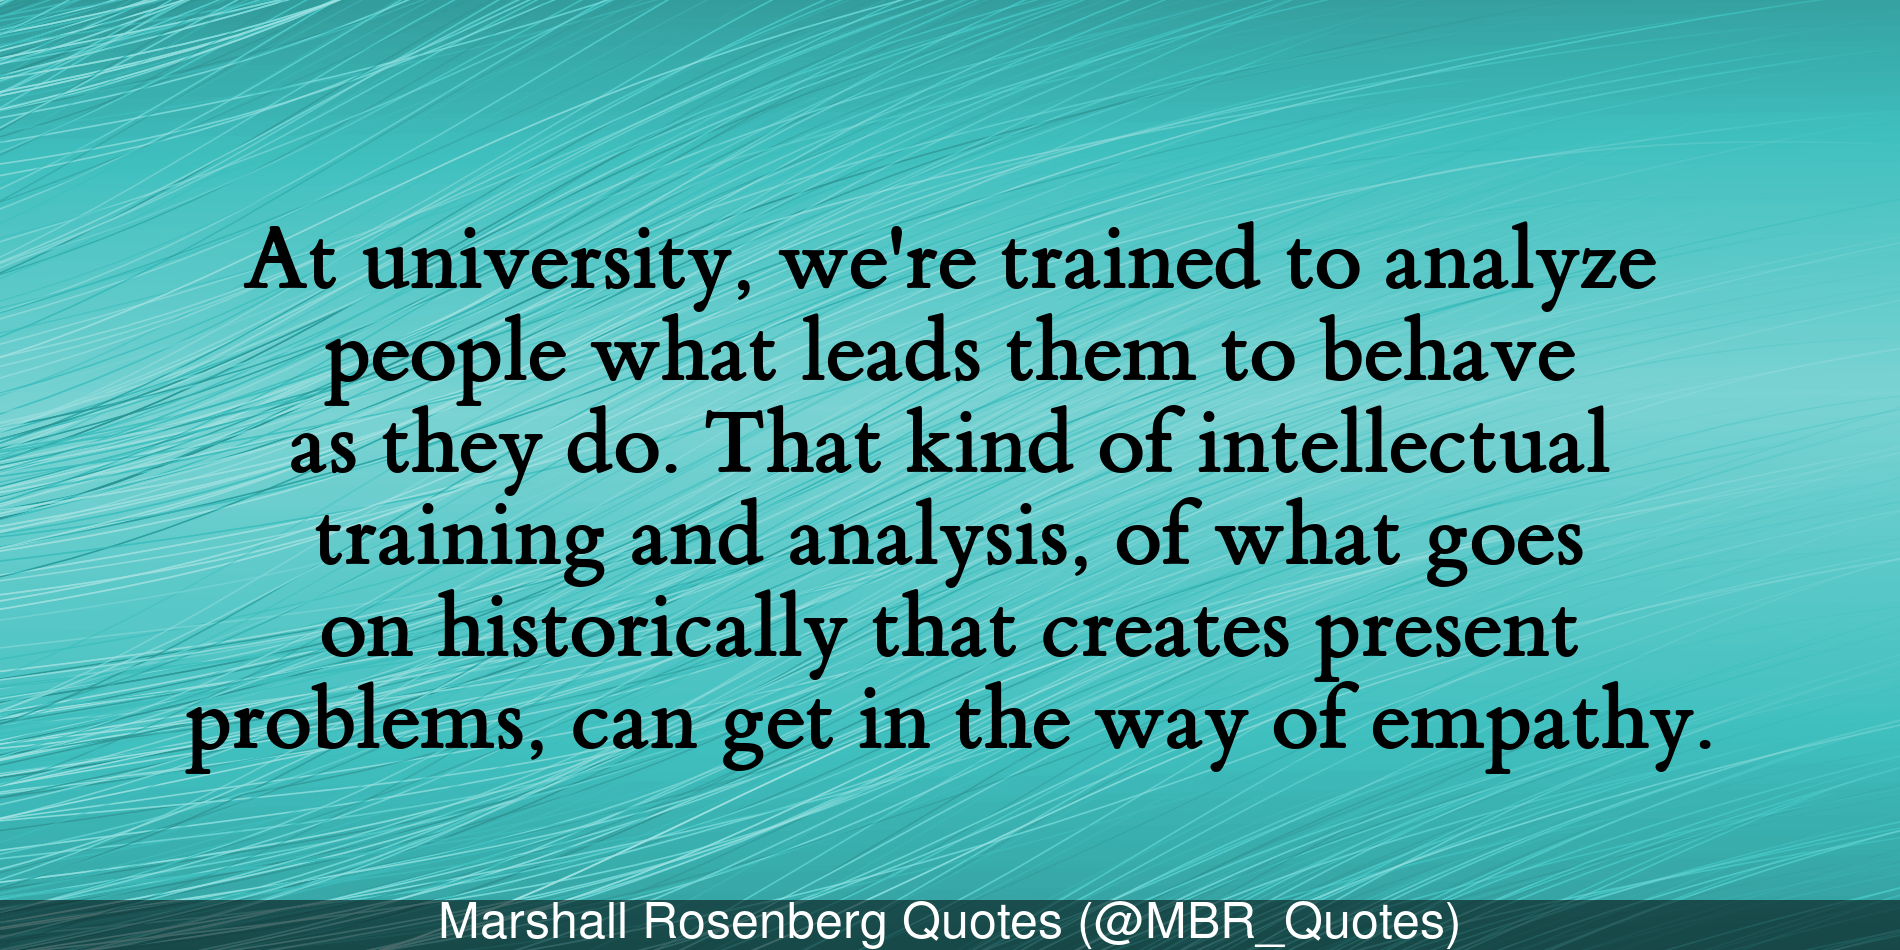 At university, we're trained to analyze
people what leads them to behave
as they do. That kind of intellectual
training and analysis, of what goes
on historically that creates present
problems, can get in the way of empathy.
Marshall Rosenberg Quotes (@MBR_Quotes)